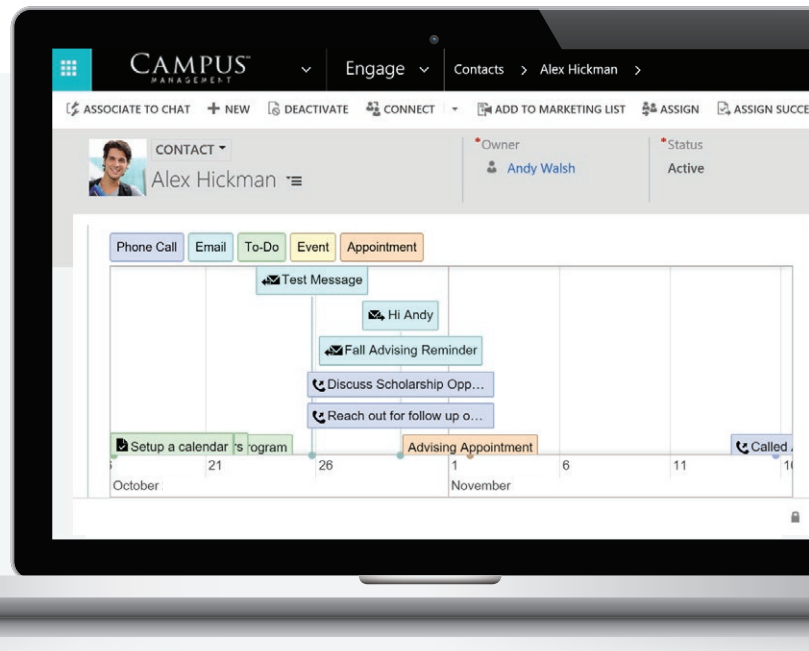 CAMPUS
MANAGEMENT
Engage
Contacts > Alex Hickman >
ASSOCIATE TO CHAT + NEW DEACTIVATE CONNECT ADD TO MARKETING LIST ASSIGN ASSIGN SUCCE
CONTACT
Alex Hickman
*Owner
Andy Walsh
*Status
Active
Phone Call Email To-Do Event Appointment
Test Message
Hi Andy
Fall Advising Reminder
Discuss Scholarship Opp...
Reach out for follow up o...
Setup a calendar rs rogram Advising Appointment Called
21 26 1 6 11 16
October November